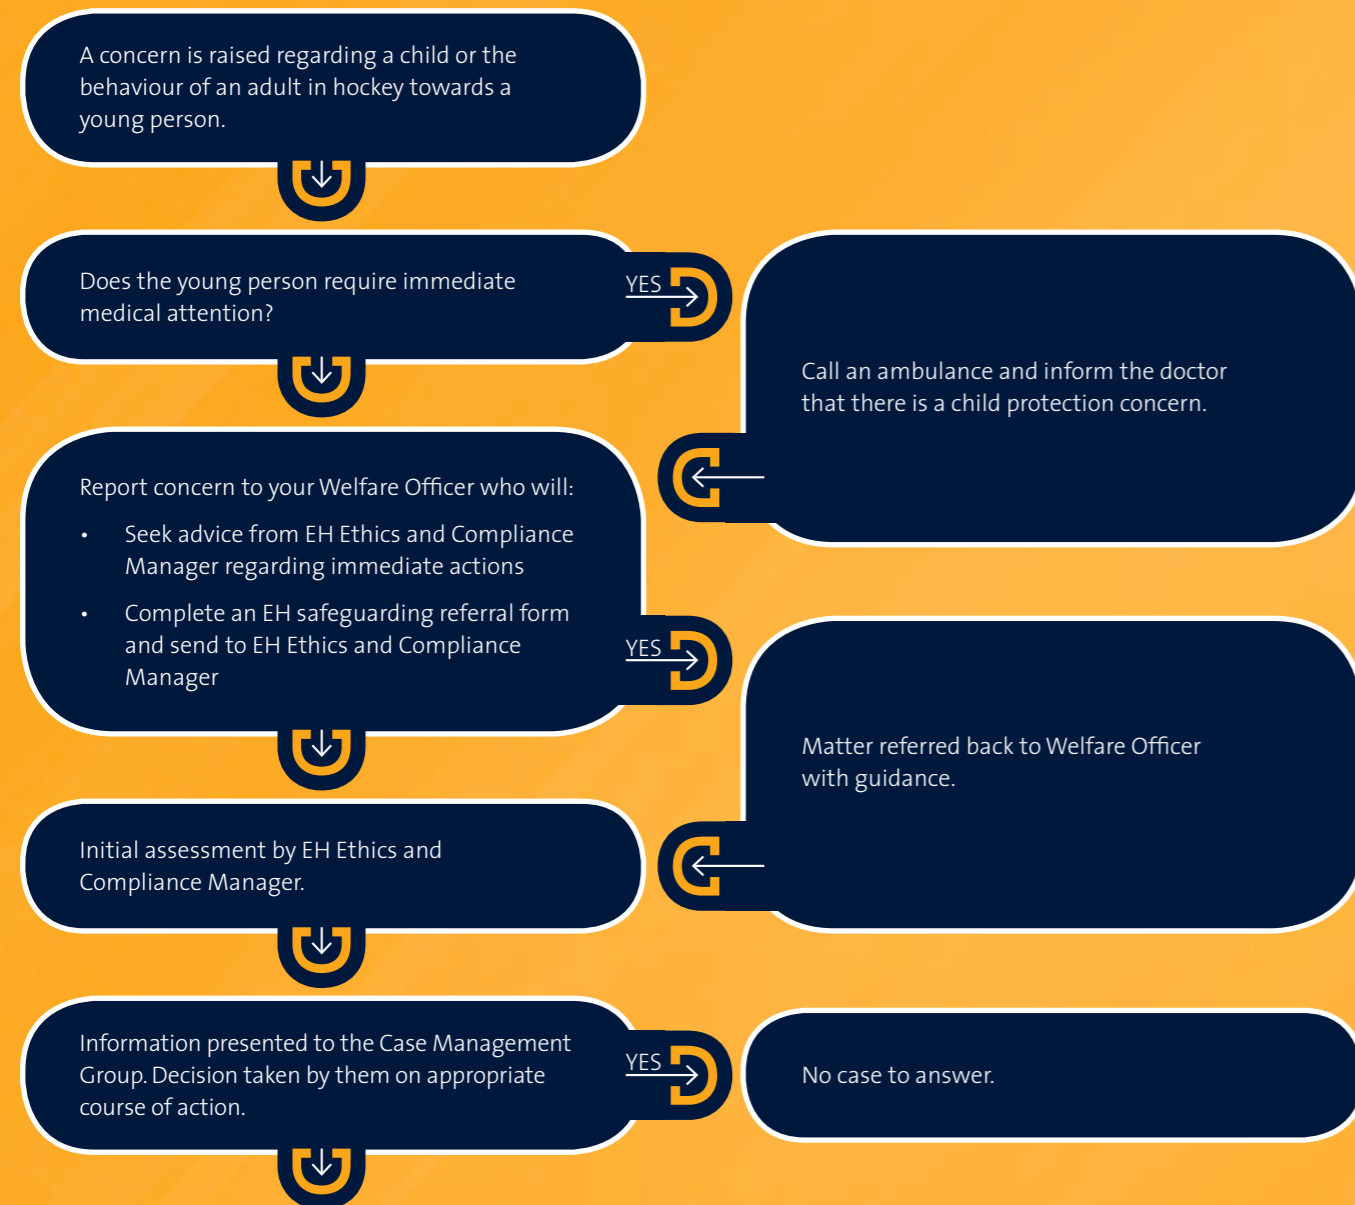 A concern is raised regarding a child or the
behaviour of an adult in hockey towards a
young person.
Does the young person require immediate
medical attention?
YES
Call an ambulance and inform the doctor
that there is a child protection concern.
Report concern to your Welfare Officer who will:
• Seek advice from EH Ethics and Compliance
Manager regarding immediate actions
• Complete an EH safeguarding referral form
and send to EH Ethics and Compliance
Manager
YES
Matter referred back to Welfare Officer
with guidance.
Initial assessment by EH Ethics and
Compliance Manager.
Information presented to the Case Management
Group. Decision taken by them on appropriate
course of action.
YES
No case to answer.